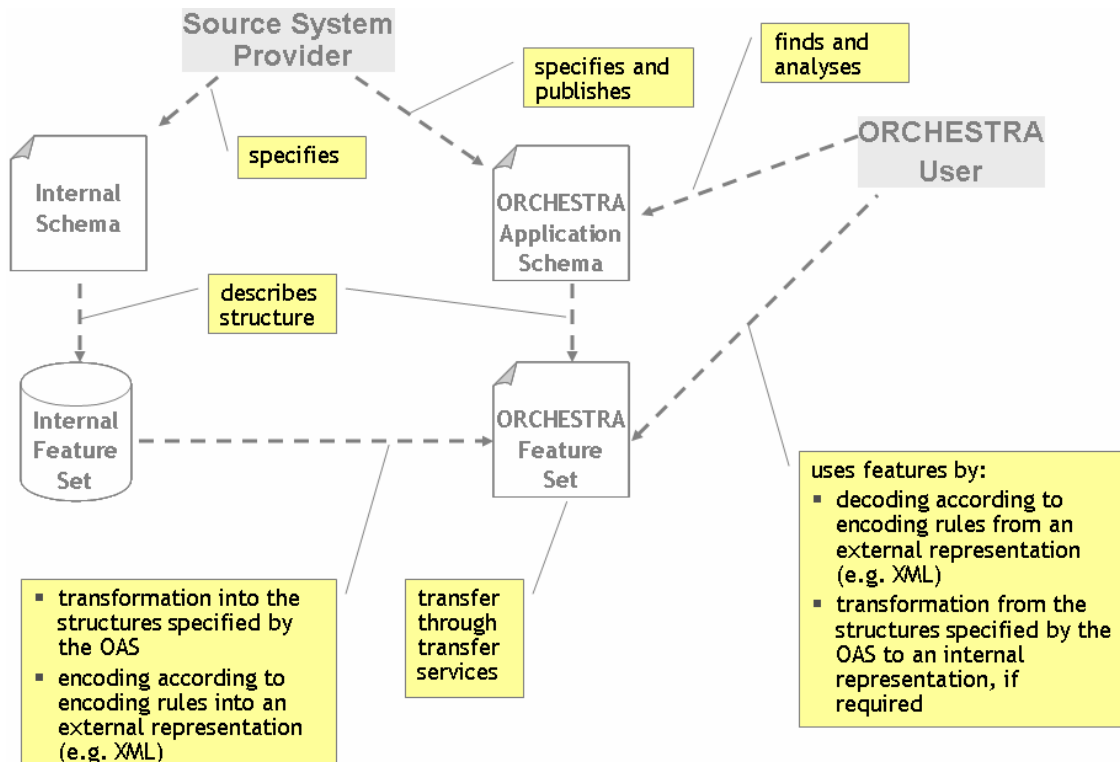 Source System
Provider
finds and
analyses
specifies and
publishes
specifies
ORCHESTRA
User
Internal
Schema
ORCHESTRA
Application
Schema
describes
structure
Internal
Feature
Set
ORCHESTRA
Feature
Set
uses features by:
▪ decoding according to
encoding rules from an
external representation
(e.g. XML)
▪ transformation from the
structures specified by the
OAS to an internal
representation, if
required
▪ transformation into the
structures specified by
the OAS
▪ encoding according to
encoding rules into an
external representation
(e.g. XML)
transfer
through
transfer
services